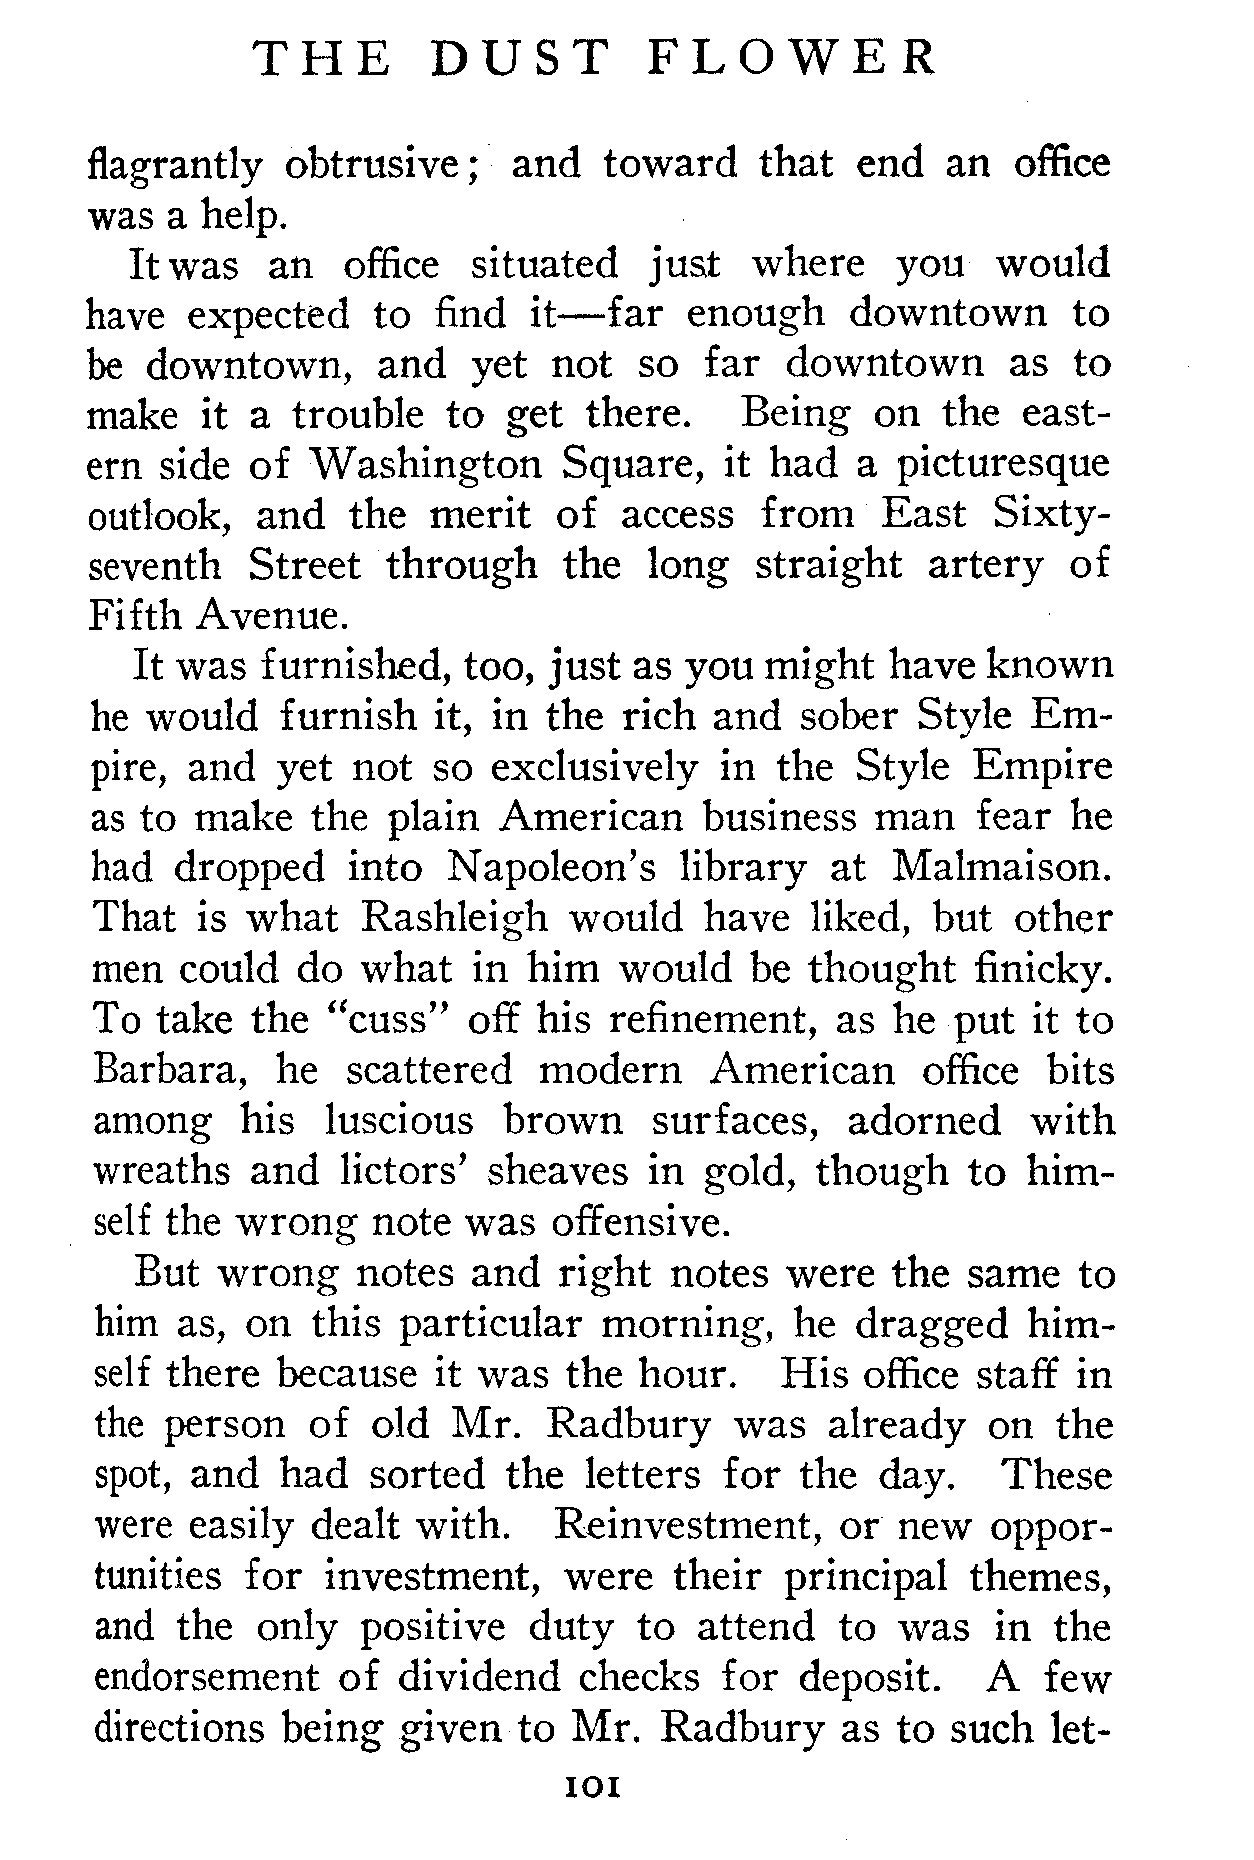 THE DUST FLOWER
flagrantly obtrusive; and toward that end an office
was a help.
It was an office situated just where you would
have expected to find it—far enough downtown to
be downtown, and yet not so far downtown as to
make it a trouble to get there. Being on the east-
ern side of Washington Square, it had a picturesque
outlook, and the merit of access from East Sixty-
seventh Street through the long straight artery of
Fifth Avenue.
It was furnished, too, just as you might have known
he would furnish it, in the rich and sober Style Em-
pire, and yet not so exclusively in the Style Empire
as to make the plain American business man fear he
had dropped into Napoleon's library at Malmaison.
That is what Rashleigh would have liked, but other
men could do what in him would be thought finicky.
To take the "cuss" off his refinement, as he put it to
Barbara, he scattered modern American office bits
among his luscious brown surfaces, adorned with
wreaths and lictors' sheaves in gold, though to him-
self the wrong note was offensive.
But wrong notes and right notes were the same to
him as, on this particular morning, he dragged him-
self there because it was the hour. His office staff in
the person of old Mr. Radbury was already on the
spot, and had sorted the letters for the day. These
were easily dealt with. Reinvestment, or new oppor-
tunities for investment, were their principal themes,
and the only positive duty to attend to was in the
endorsement of dividend checks for deposit. A few
directions being given to Mr. Radbury as to such let-
101